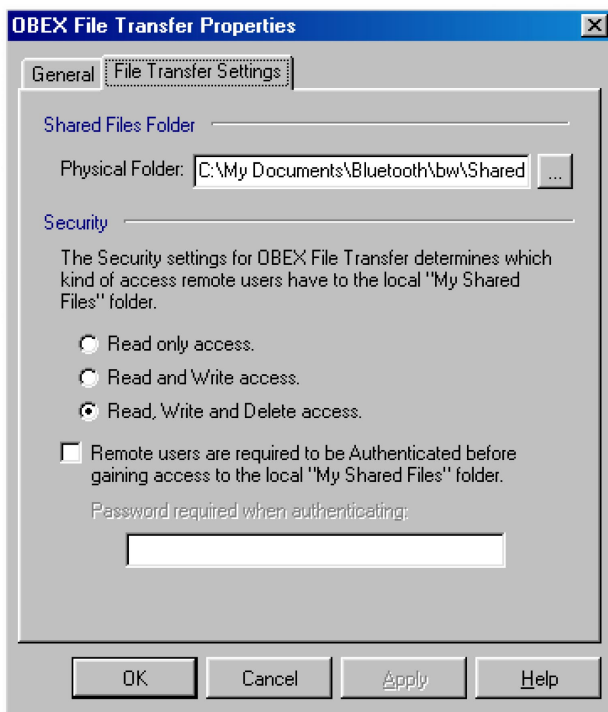 OBEX File Transfer Properties
General
File Transfer Settings
Shared Files Folder
Physical Folder: C:\My Documents\Bluetooth\bw\Shared ...
Security
The Security settings for OBEX File Transfer determines which
kind of access remote users have to the local "My Shared
Files" folder.
Read only access.
Read and Write access.
Read, Write and Delete access.
Remote users are required to be Authenticated before
gaining access to the local "My Shared Files" folder.
Password required when authenticating:
OK
Cancel
Apply
Help